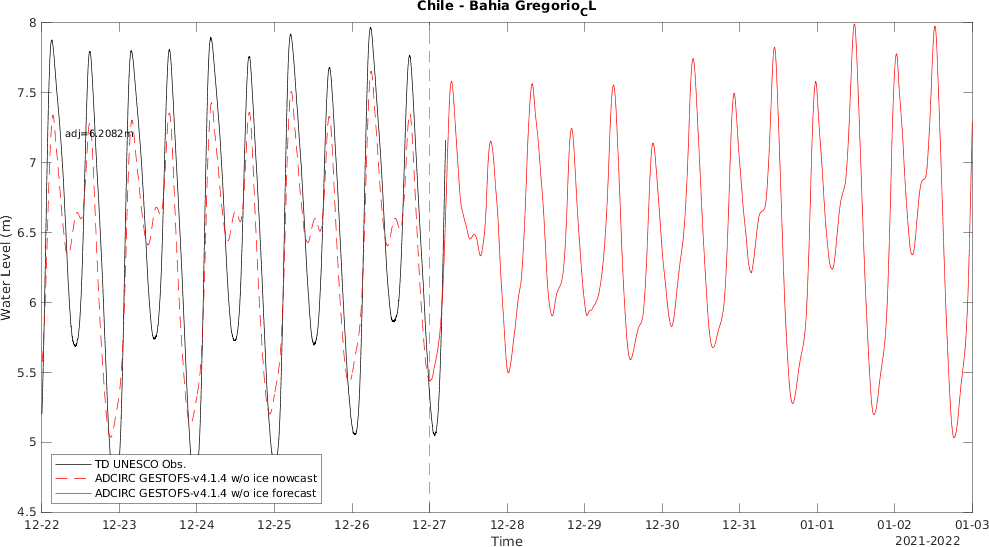 Chile - Bahia Gregorio_CL
8
7.5
7
6.5
6
5.5
5
4.5
Water Level (m)
adj=6.2082m
TD UNESCO Obs.
ADCIRC GESTOFS-v4.1.4 w/o ice nowcast
ADCIRC GESTOFS-v4.1.4 w/o ice forecast
12-22 12-23 12-24 12-25 12-26 12-27 12-28 12-29 12-30 12-31 01-01 01-02 01-03
Time
2021-2022